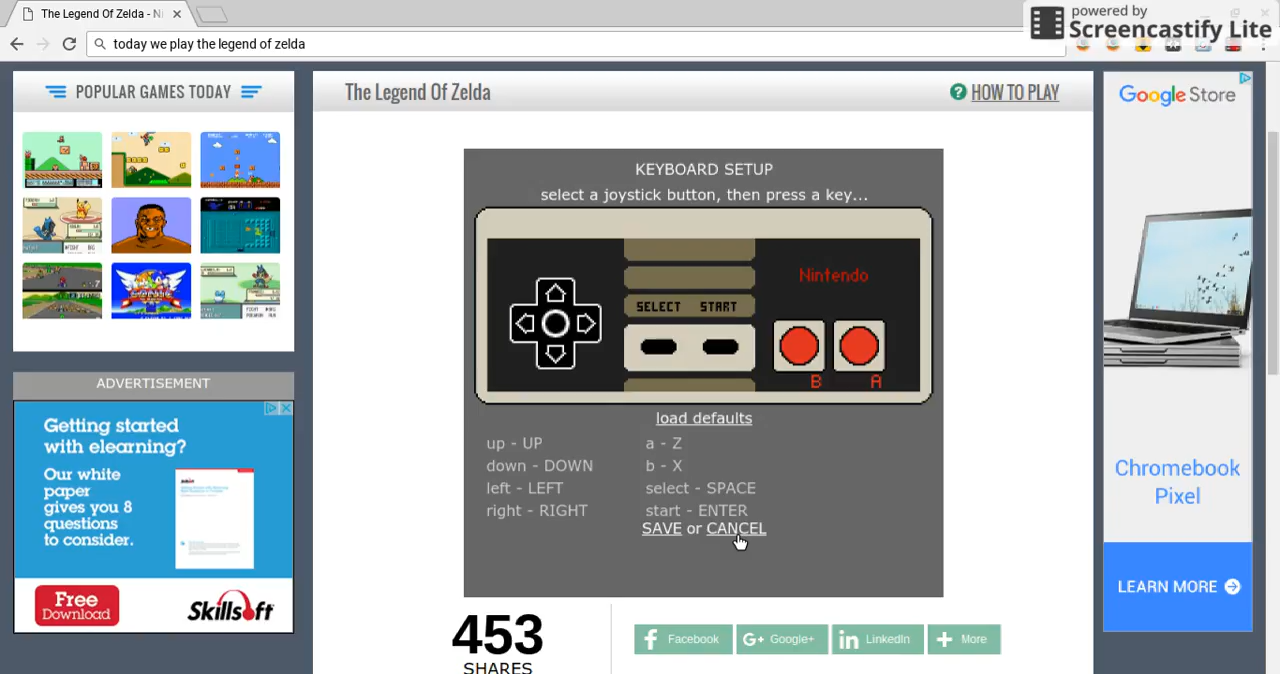 The Legend Of Zelda - N
powered by
Screencastify Lite
today we play the legend of zelda
POPULAR GAMES TODAY
The Legend Of Zelda
? HOW TO PLAY
Google Store
KEYBOARD SETUP
select a joystick button, then press a key...
Nintendo
SELECT START
B A
load defaults
up - UP
down - DOWN
left - LEFT
right - RIGHT
a - Z
b - X
select - SPACE
start - ENTER
SAVE or CANCEL
ADVERTISEMENT
Getting started
with elearning?
Our white
paper
gives you 8
questions
to consider.
Free
Download
Skillsoft
Chromebook
Pixel
LEARN MORE
453
SHARES
Facebook
G+ Google+
in LinkedIn
+ More